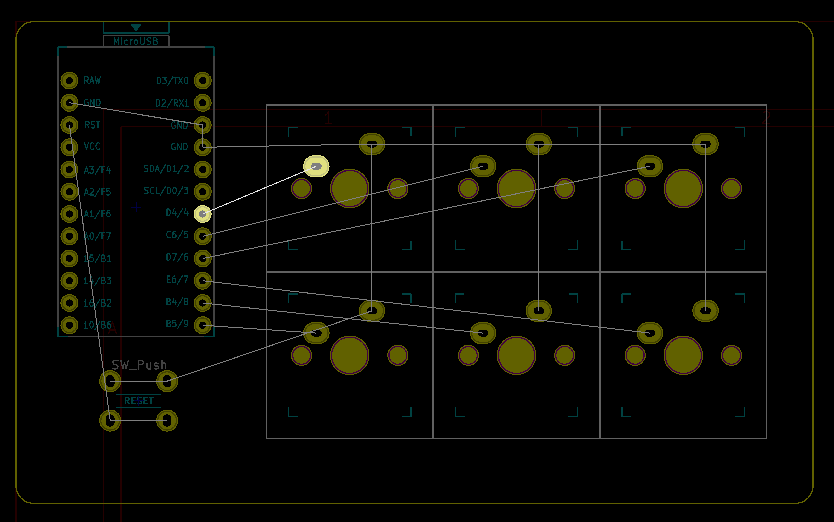 MicroUSB
RAW D3/TX0
GND D2/RX1
RST GND
VCC GND
A3/F4 SDA/D1/2
A2/F5 SCL/D0/3
A1/F6 D4/4
A0/F7 C6/5
15/B1 D7/6
14/B3 E6/7
16/B2 B4/8
10/B6 B5/9
SW_Push
RESET